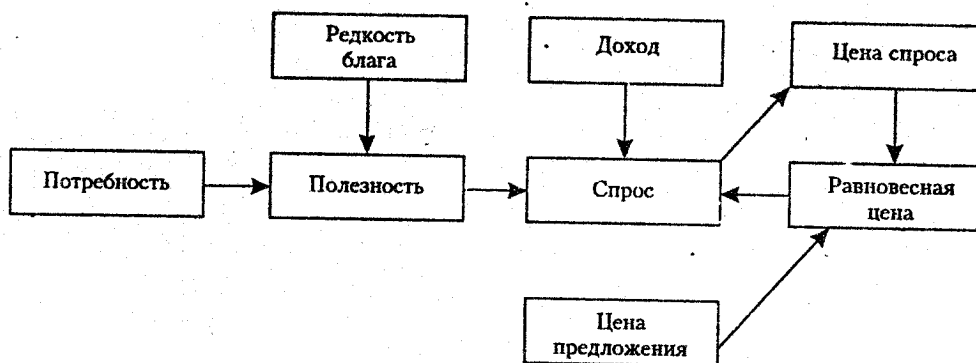 Редкость
блага
Доход
Цена спроса
Потребность
Полезность
Спрос
Равновесная
цена
Цена
предложения